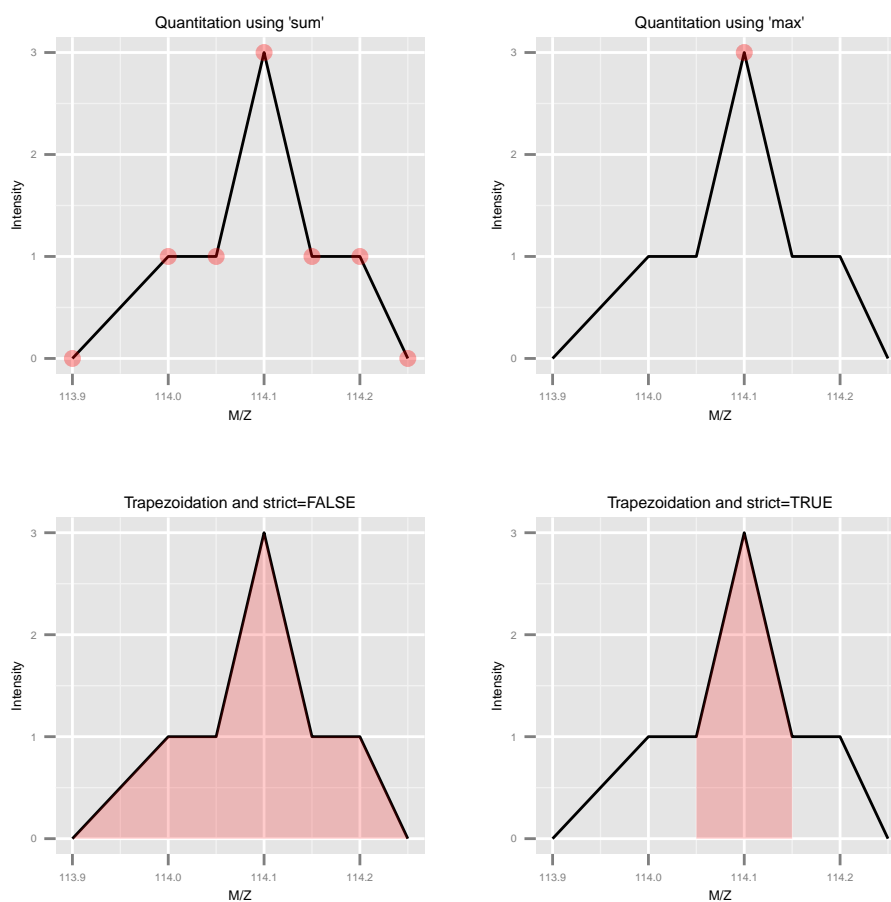 Quantitation using 'sum'
3
2
1
0
Intensity
113.9 114.0 114.1 114.2
M/Z
Quantitation using 'max'
3
2
1
0
Intensity
113.9 114.0 114.1 114.2
M/Z
Trapezoidation and strict=FALSE
3
2
1
0
Intensity
113.9 114.0 114.1 114.2
M/Z
Trapezoidation and strict=TRUE
3
2
1
0
Intensity
113.9 114.0 114.1 114.2
M/Z